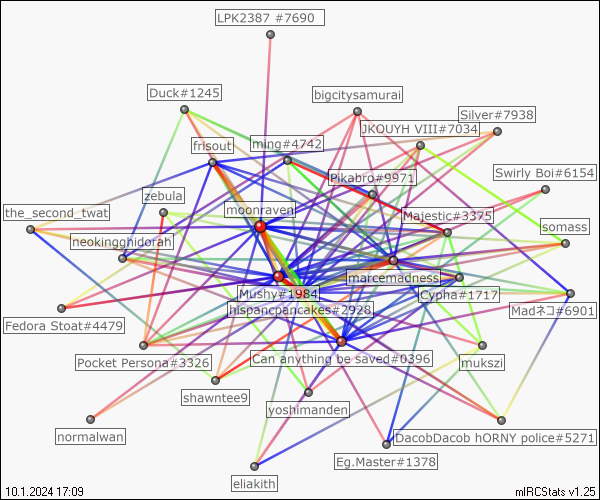 LPK2387 #7690
Duck#1245
bigcitysamurai
Silver#7938
JKOUYH VIII#7034
frisout
ming#4742
Pikabro#9971
Swirly Boi#6154
zebula
the_second_twat
moonraven
Majestic#3375
somass
neokingghidorah
marcemadness
Mushy#1984
Cypha#1717
hispancpancakes#2928
Madネコ#6901
Fedora Stoat#4479
Pocket Persona#3326
Can anything be saved#0396
mukszi
shawntee9
yoshimanden
normalwan
DacobDacob hORNY police#5271
Eg.Master#1378
eliakith
10.1.2024 17:09
mIRCStats v1.25